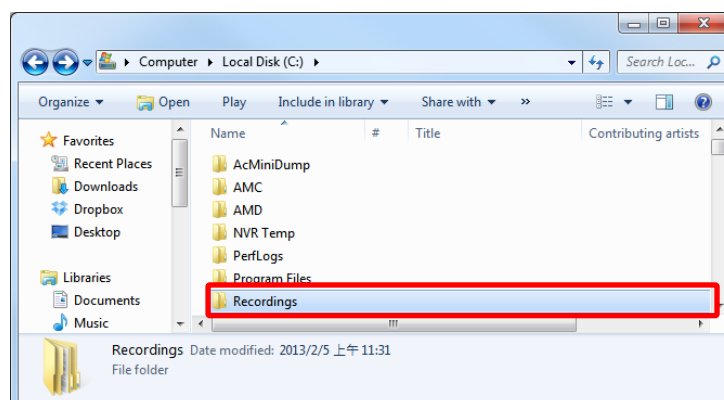 Computer Local Disk (C:) Search Loc...
Organize Open Play Include in library Share with »
Name # Title Contributing artists
Favorites
Recent Places
Downloads
Dropbox
Desktop
Libraries
Documents
Music
AcMiniDump
AMC
AMD
NVR Temp
PerfLogs
Program Files
Recordings
Recordings Date modified: 2013/2/5 上午 11:31
File folder